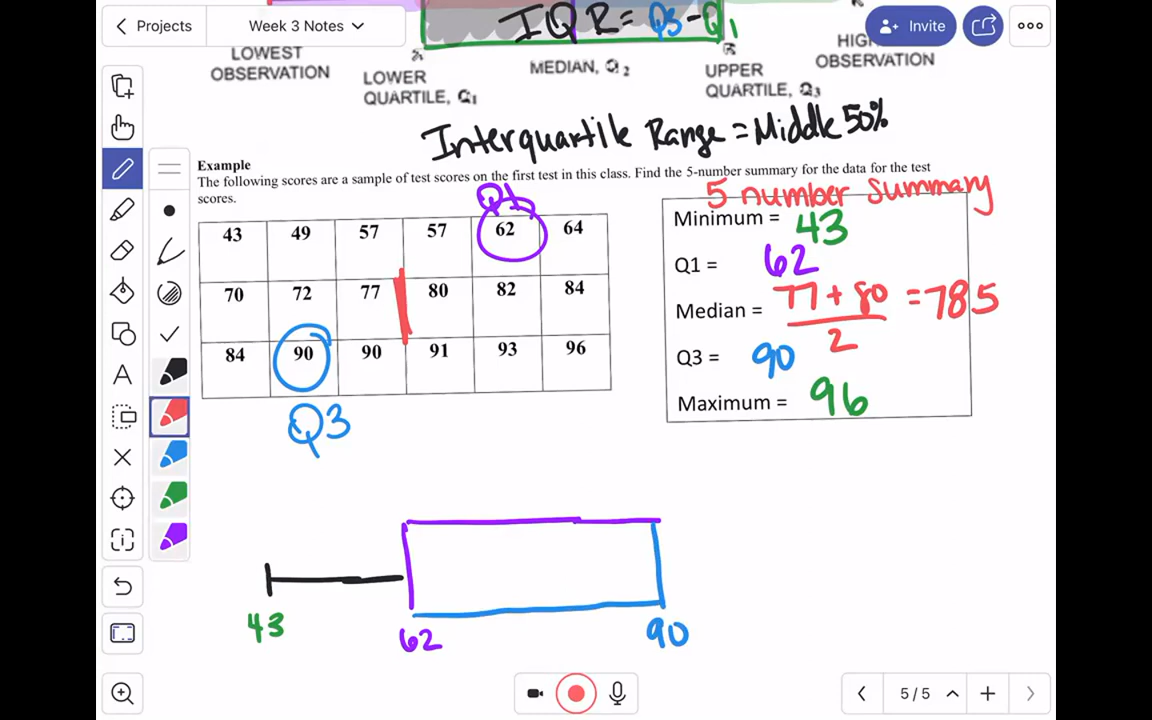 Projects
Week 3 Notes
IQR = Q3-Q1
Invite
LOWEST
OBSERVATION
LOWER
QUARTILE, Q1
MEDIAN, Q2
UPPER
QUARTILE, Q3
HIG
OBSERVATION
Interquartile Range = Middle 50%
Example
The following scores are a sample of test scores on the first test in this class. Find the 5-number summary for the data for the test
scores.
Q1
43 49 57 57 62 64
70 72 77 80 82 84
84 90 90 91 93 96
Q3
5 number summary
Minimum = 43
Q1 = 62
Median = 77 + 80 = 78.5
2
Q3 = 90
Maximum = 96
43
62
90
5/5